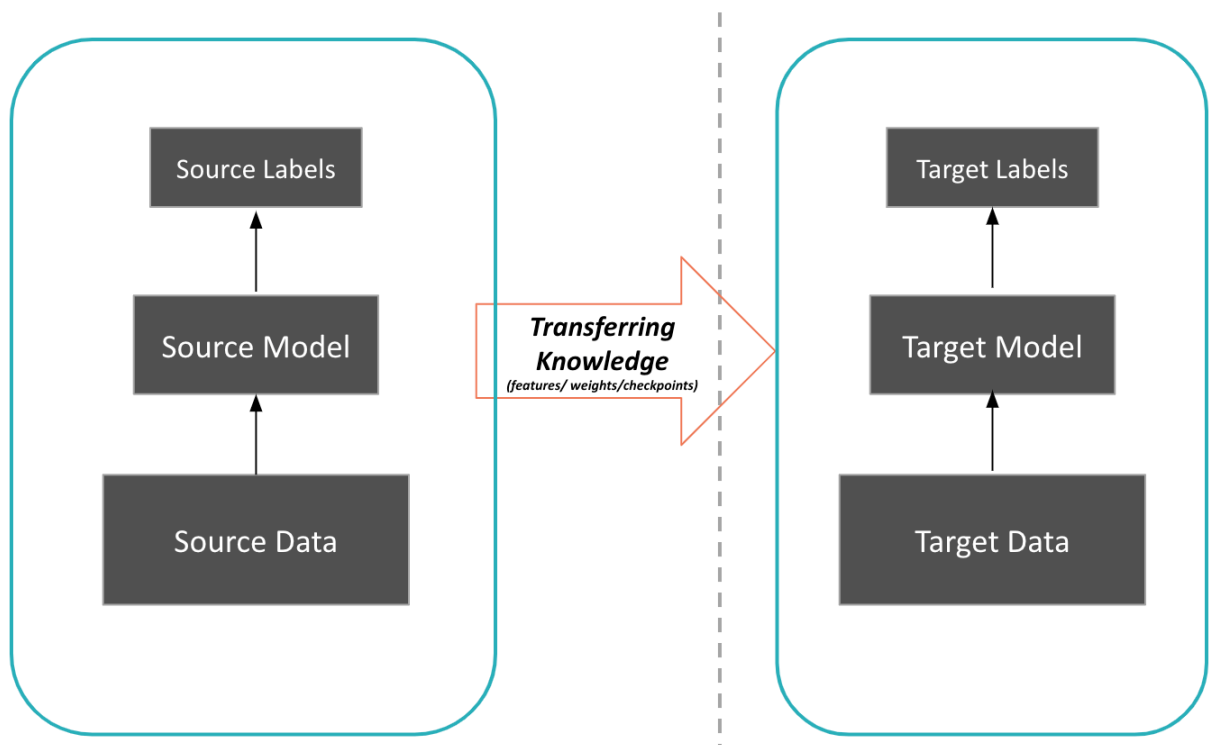 Source Labels
Source Model
Source Data
Transferring
Knowledge
(features/ weights/checkpoints)
Target Labels
Target Model
Target Data